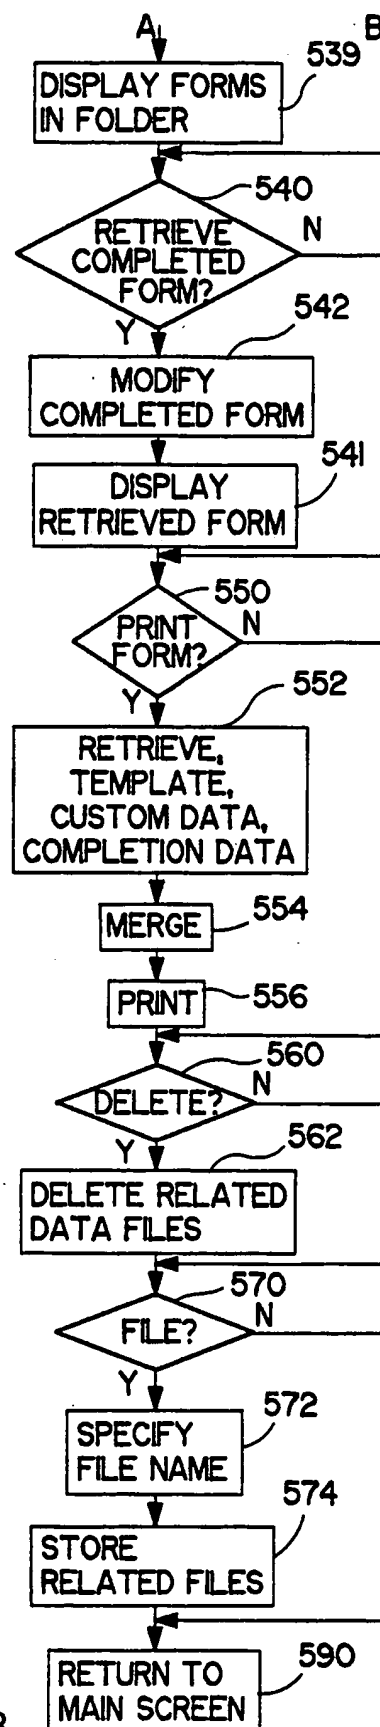 A
B
539
DISPLAY FORMS
IN FOLDER
540
RETRIEVE
COMPLETED
FORM?
N
Y
542
MODIFY
COMPLETED FORM
541
DISPLAY
RETRIEVED FORM
550
PRINT
FORM?
N
Y
552
RETRIEVE,
TEMPLATE,
CUSTOM DATA,
COMPLETION DATA
554
MERGE
556
PRINT
560
DELETE?
N
Y
562
DELETE RELATED
DATA FILES
570
FILE?
N
Y
572
SPECIFY
FILE NAME
574
STORE
RELATED FILES
590
RETURN TO
MAIN SCREEN